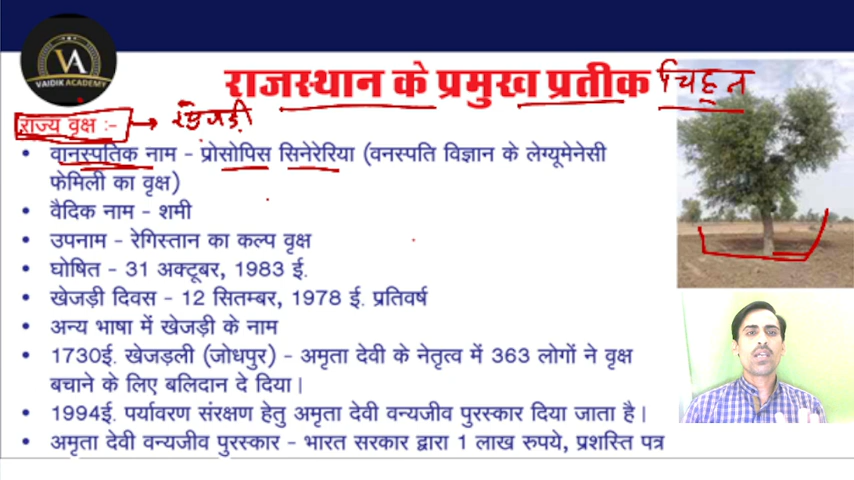 VA
VAIDIK ACADEMY
राजस्थान के प्रमुख प्रतीक चिह्न
राज्य वृक्ष :- → खेजड़ी
• वानस्पतिक नाम - प्रोसोपिस सिनेरेरिया (वनस्पति विज्ञान के लेग्यूमेनेसी
फेमिली का वृक्ष)
• वैदिक नाम - शमी
• उपनाम - रेगिस्तान का कल्प वृक्ष
• घोषित - 31 अक्टूबर, 1983 ई.
• खेजड़ी दिवस - 12 सितम्बर, 1978 ई. प्रतिवर्ष
• अन्य भाषा में खेजड़ी के नाम
• 1730ई. खेजड़ली (जोधपुर) - अमृता देवी के नेतृत्व में 363 लोगों ने वृक्ष
बचाने के लिए बलिदान दे दिया।
• 1994ई. पर्यावरण संरक्षण हेतु अमृता देवी वन्यजीव पुरस्कार दिया जाता है।
• अमृता देवी वन्यजीव पुरस्कार - भारत सरकार द्वारा 1 लाख रुपये, प्रशस्ति पत्र